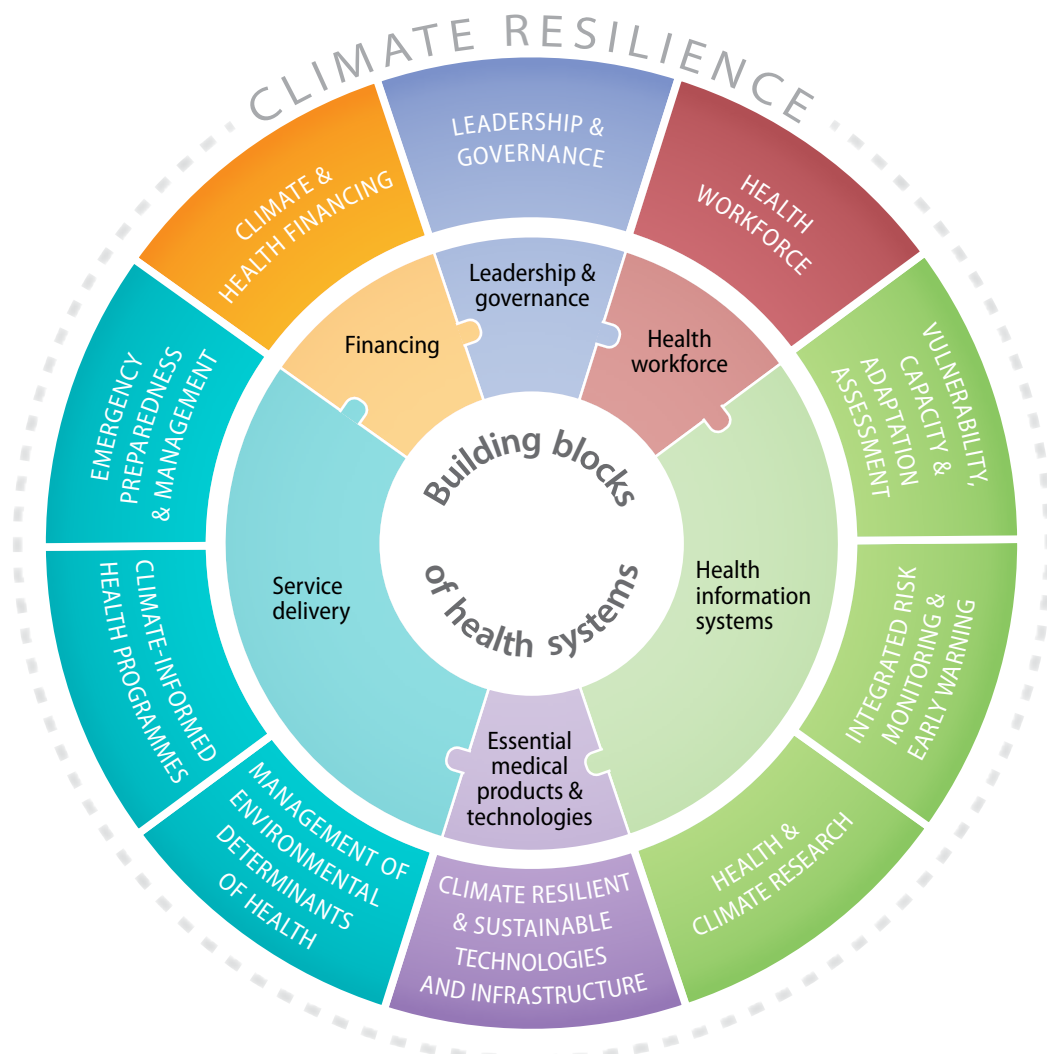 CLIMATE RESILIENCE
LEADERSHIP &
GOVERNANCE
HEALTH
WORKFORCE
VULNERABILITY,
CAPACITY &
ADAPTATION
ASSESSMENT
INTEGRATED RISK
MONITORING &
EARLY WARNING
HEALTH &
CLIMATE RESEARCH
CLIMATE RESILIENT
& SUSTAINABLE
TECHNOLOGIES
AND INFRASTRUCTURE
MANAGEMENT OF
ENVIRONMENTAL
DETERMINANTS
OF HEALTH
CLIMATE-INFORMED
HEALTH PROGRAMMES
EMERGENCY
PREPAREDNESS
& MANAGEMENT
CLIMATE &
HEALTH FINANCING
Leadership &
governance
Health
workforce
Health
information
systems
Essential
medical
products &
technologies
Service
delivery
Financing
Building blocks
of health systems